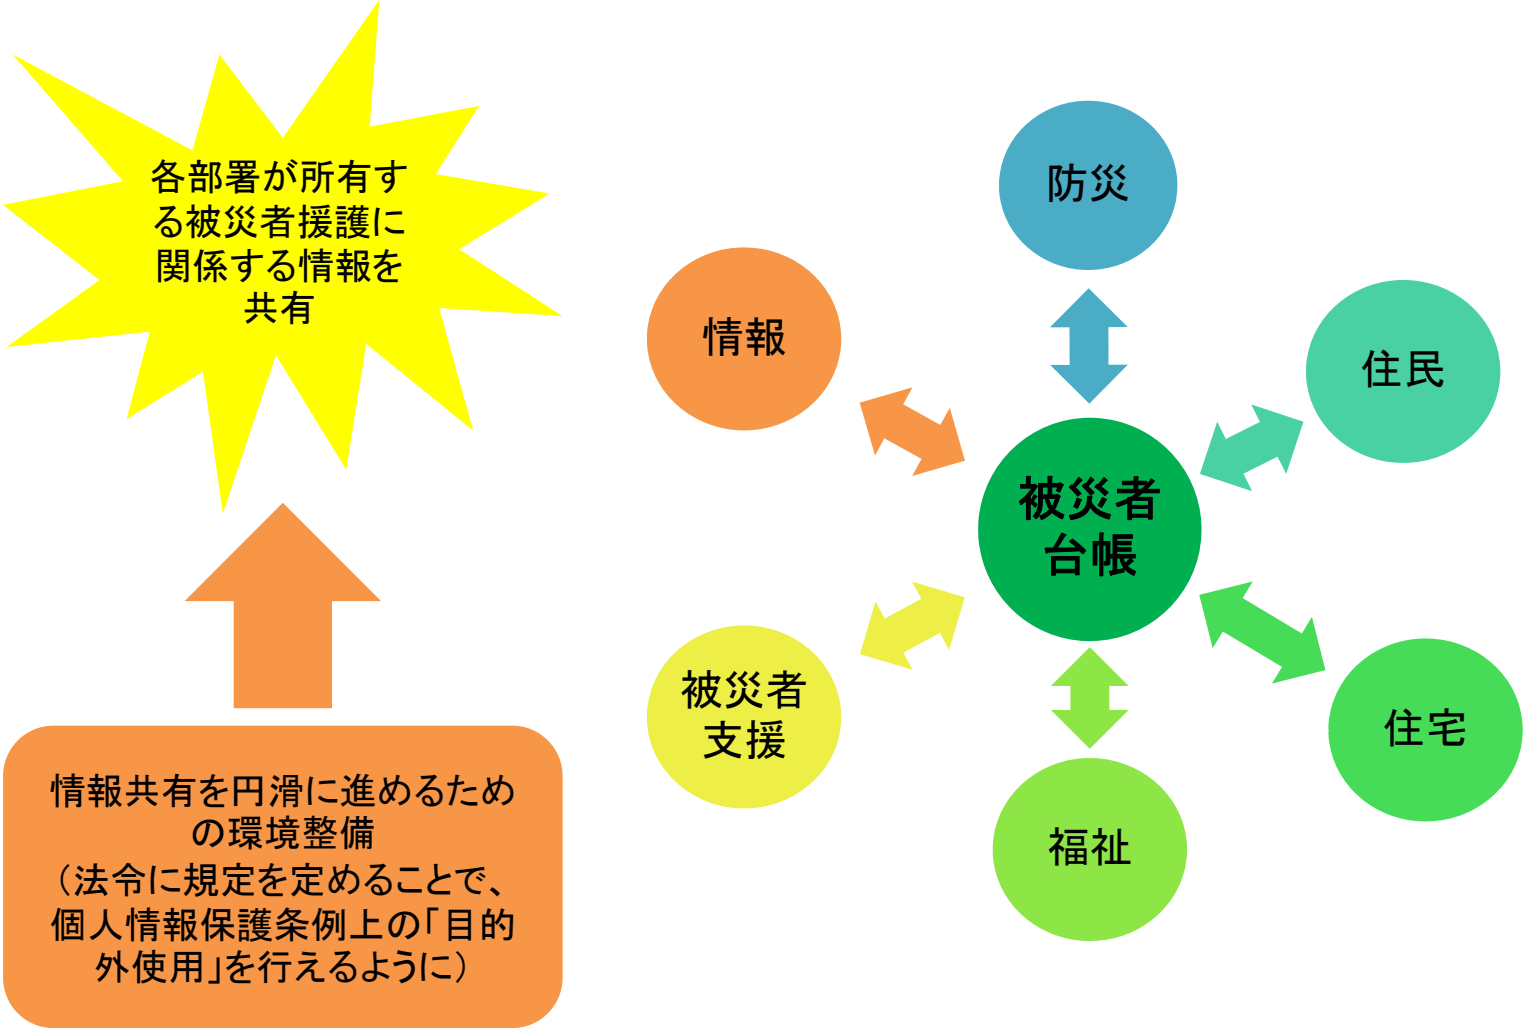 各部署が所有す
る被災者援護に
関係する情報を
共有
情報共有を円滑に進めるため
の環境整備
（法令に規定を定めることで、
個人情報保護条例上の「目的
外使用」を行えるように）
防災
情報
住民
被災者
台帳
被災者
支援
住宅
福祉